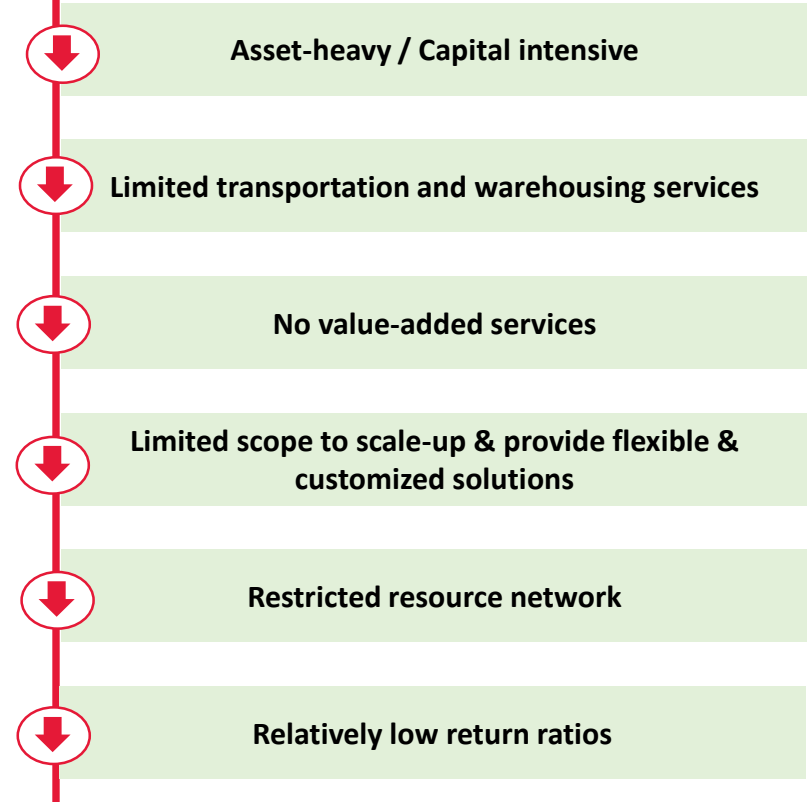 Asset-heavy / Capital intensive
Limited transportation and warehousing services
No value-added services
Limited scope to scale-up & provide flexible &
customized solutions
Restricted resource network
Relatively low return ratios